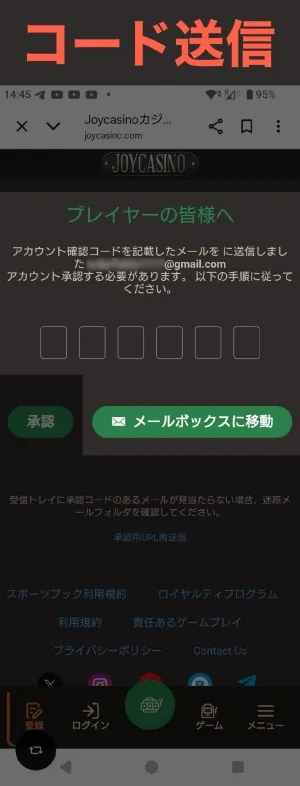 コード送信
14:45
95%
Joycasinoカジ...
joycasino.com
JOYCASINO
プレイヤーの皆様へ
アカウント確認コードを記載したメールを に送信しまし
た @gmail.com
アカウント承認する必要があります。 以下の手順に従って
ください。
承認
メールボックスに移動
受信トレイに承認コードのあるメールが見当たらない場合、迷惑メ
ールフォルダを確認してください。
承認用URL再送信
スポーツブック利用規約 ロイヤルティプログラム
利用規約 責任あるゲームプレイ
プライバシーポリシー Contact Us
登録 ログイン ゲーム メニュー